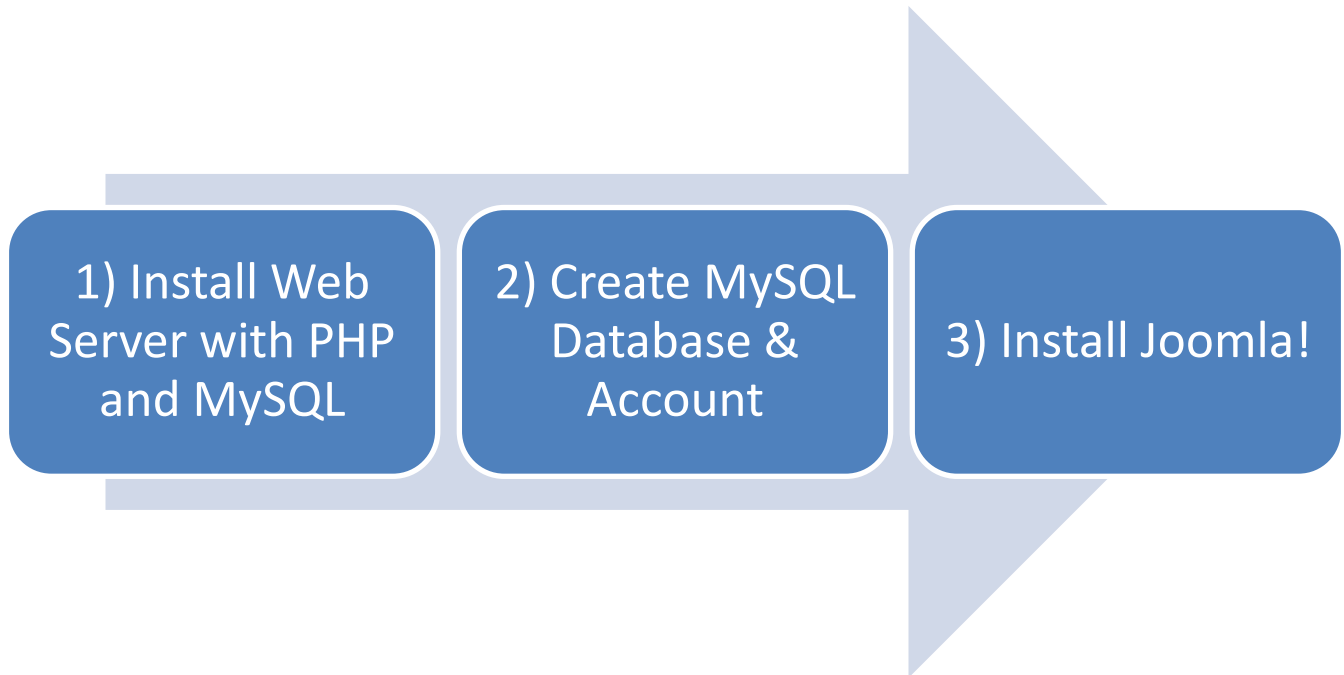 1) Install Web
Server with PHP
and MySQL
2) Create MySQL
Database &
Account
3) Install Joomla!